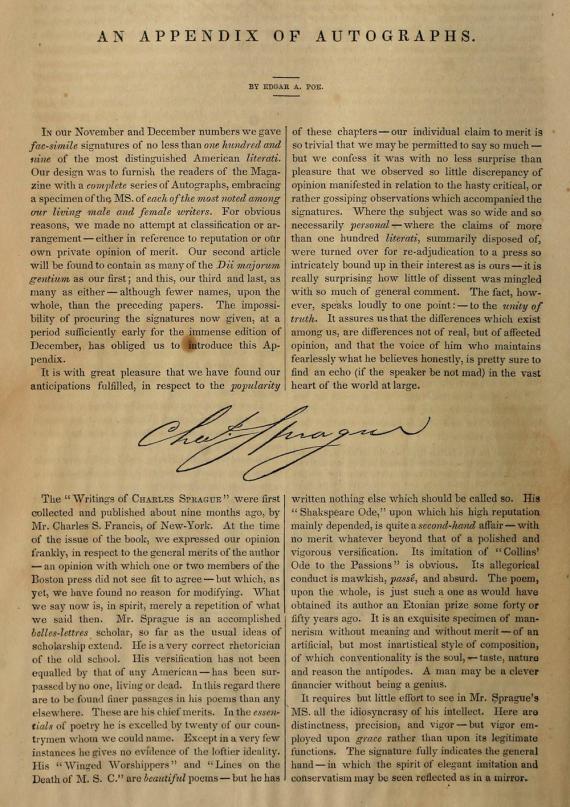 AN APPENDIX OF AUTOGRAPHS.
BY EDGAR A. POE.
In our November and December numbers we gave
fac-simile signatures of no less than one hundred and
nine of the most distinguished American literati.
Our design was to furnish the readers of the Maga-
zine with a complete series of Autographs, embracing
a specimen of the MS. of each of the most noted among
our living male and female writers. For obvious
reasons, we made no attempt at classification or ar-
rangement—either in reference to reputation or our
own private opinion of merit. Our second article
will be found to contain as many of the Dii majorum
gentium as our first; and this, our third and last, as
many as either—although fewer names, upon the
whole, than the preceding papers. The impossi-
bility of procuring the signatures now given, at a
period sufficiently early for the immense edition of
December, has obliged us to introduce this Ap-
pendix.
It is with great pleasure that we have found our
anticipations fulfilled, in respect to the popularity
of these chapters—our individual claim to merit is
so trivial that we may be permitted to say so much—
but we confess it was with no less surprise than
pleasure that we observed so little discrepancy of
opinion manifested in relation to the hasty critical, or
rather gossiping observations which accompanied the
signatures. Where the subject was so wide and so
necessarily personal—where the claims of more
than one hundred literati, summarily disposed of,
were turned over for re-adjudication to a press so
intricately bound up in their interest as is ours—it is
really surprising how little of dissent was mingled
with so much of general comment. The fact, how-
ever, speaks loudly to one point:—to the unity of
truth. It assures us that the differences which exist
among us, are differences not of real, but of affected
opinion, and that the voice of him who maintains
fearlessly what he believes honestly, is pretty sure to
find an echo (if the speaker be not mad) in the vast
heart of the world at large.
Chas. Sprague
The "Writings of CHARLES SPRAGUE" were first
collected and published about nine months ago, by
Mr. Charles S. Francis, of New-York. At the time
of the issue of the book, we expressed our opinion
frankly, in respect to the general merits of the author
—an opinion with which one or two members of the
Boston press did not see fit to agree—but which, as
yet, we have found no reason for modifying. What
we say now is, in spirit, merely a repetition of what
we said then. Mr. Sprague is an accomplished
belles-lettres scholar, so far as the usual ideas of
scholarship extend. He is a very correct rhetorician
of the old school. His versification has not been
equalled by that of any American—has been sur-
passed by no one, living or dead. In this regard there
are to be found finer passages in his poems than any
elsewhere. These are his chief merits. In the essen-
tials of poetry he is excelled by twenty of our coun-
trymen whom we could name. Except in a very few
instances he gives no evidence of the loftier ideality.
His "Winged Worshippers" and "Lines on the
Death of M. S. C." are beautiful poems—but he has
written nothing else which should be called so. His
"Shakspeare Ode," upon which his high reputation
mainly depended, is quite a second-hand affair—with
no merit whatever beyond that of a polished and
vigorous versification. Its imitation of "Collins'
Ode to the Passions" is obvious. Its allegorical
conduct is mawkish, passé, and absurd. The poem,
upon the whole, is just such a one as would have
obtained its author an Etonian prize some forty or
fifty years ago. It is an exquisite specimen of man-
nerism without meaning and without merit—of an
artificial, but most inartistical style of composition,
of which conventionality is the soul,—taste, nature
and reason the antipodes. A man may be a clever
financier without being a genius.
It requires but little effort to see in Mr. Sprague's
MS. all the idiosyncrasy of his intellect. Here are
distinctness, precision, and vigor—but vigor em-
ployed upon grace rather than upon its legitimate
functions. The signature fully indicates the general
hand—in which the spirit of elegant imitation and
conservatism may be seen reflected as in a mirror.